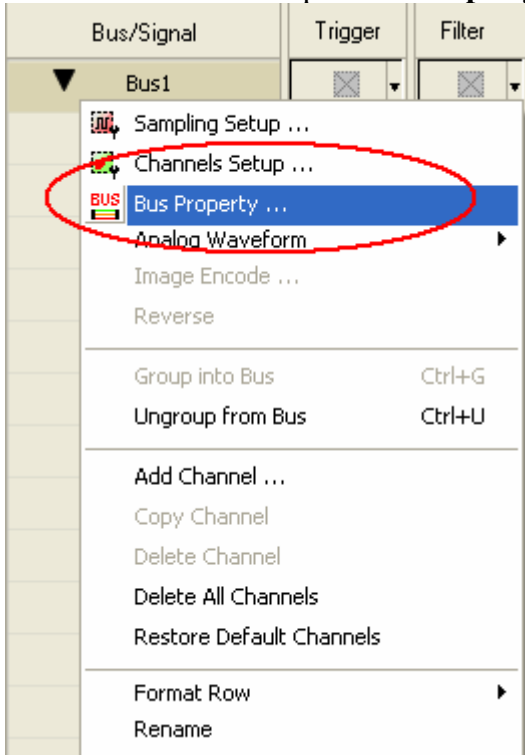 Bus/Signal Trigger Filter
Bus1
Sampling Setup ...
Channels Setup ...
BUS Bus Property ...
Analog Waveform
Image Encode ...
Reverse
Group into Bus Ctrl+G
Ungroup from Bus Ctrl+U
Add Channel ...
Copy Channel
Delete Channel
Delete All Channels
Restore Default Channels
Format Row
Rename